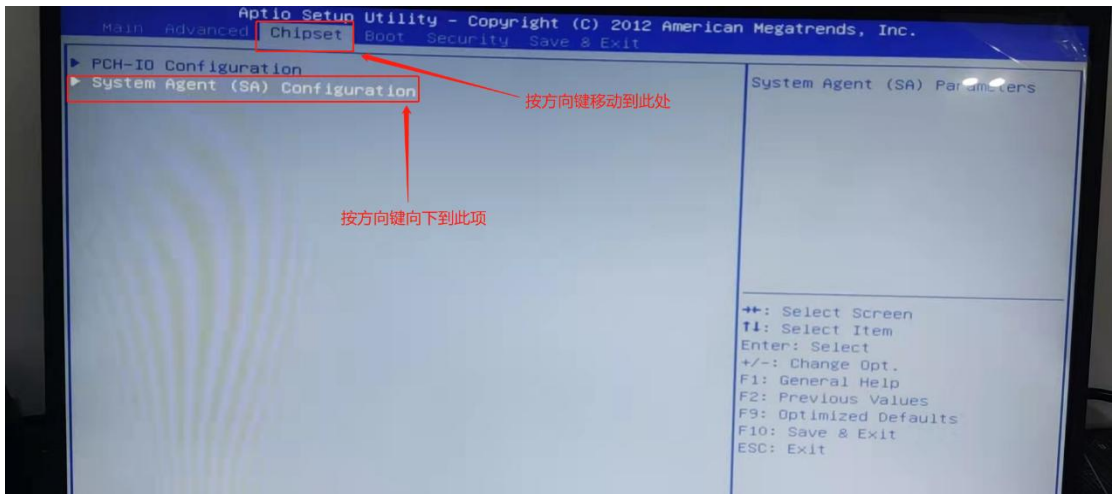 Aptio Setup Utility - Copyright (C) 2012 American Megatrends, Inc.
Main Advanced Chipset Boot Security Save & Exit
PCH-IO Configuration
System Agent (SA) Configuration
按方向键移动到此处
按方向键向下到此项
System Agent (SA) Parameters
→←: Select Screen
↑↓: Select Item
Enter: Select
+/-: Change Opt.
F1: General Help
F2: Previous Values
F9: Optimized Defaults
F10: Save & Exit
ESC: Exit